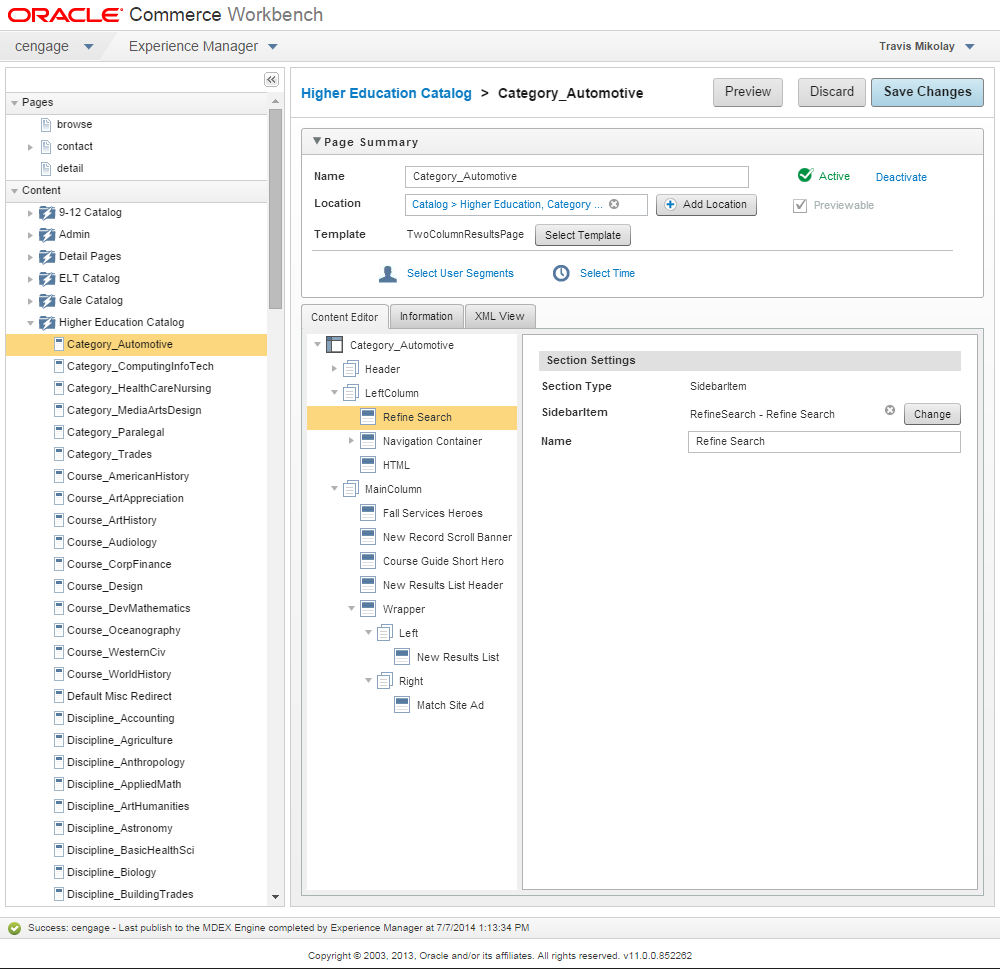 ORACLE Commerce Workbench
cengage
Experience Manager
Travis Mikolay
Pages
browse
contact
detail
Content
9-12 Catalog
Admin
Detail Pages
ELT Catalog
Gale Catalog
Higher Education Catalog
Category_Automotive
Category_ComputingInfoTech
Category_HealthCareNursing
Category_MediaArtsDesign
Category_Paralegal
Category_Trades
Course_AmericanHistory
Course_ArtAppreciation
Course_ArtHistory
Course_Audiology
Course_CorpFinance
Course_Design
Course_DevMathematics
Course_Oceanography
Course_WesternCiv
Course_WorldHistory
Default Misc Redirect
Discipline_Accounting
Discipline_Agriculture
Discipline_Anthropology
Discipline_AppliedMath
Discipline_ArtHumanities
Discipline_Astronomy
Discipline_BasicHealthSci
Discipline_Biology
Discipline_BuildingTrades
Higher Education Catalog > Category_Automotive
Preview
Discard
Save Changes
Page Summary
Name
Category_Automotive
Active
Deactivate
Location
Catalog > Higher Education, Category ...
Add Location
Previewable
Template
TwoColumnResultsPage
Select Template
Select User Segments
Select Time
Content Editor
Information
XML View
Category_Automotive
Header
LeftColumn
Refine Search
Navigation Container
HTML
MainColumn
Fall Services Heroes
New Record Scroll Banner
Course Guide Short Hero
New Results List Header
Wrapper
Left
New Results List
Right
Match Site Ad
Section Settings
Section Type
SidebarItem
SidebarItem
RefineSearch - Refine Search
Change
Name
Refine Search
Success: cengage - Last publish to the MDEX Engine completed by Experience Manager at 7/7/2014 1:13:34 PM
Copyright © 2003, 2013, Oracle and/or its affiliates. All rights reserved. v11.0.0.852262